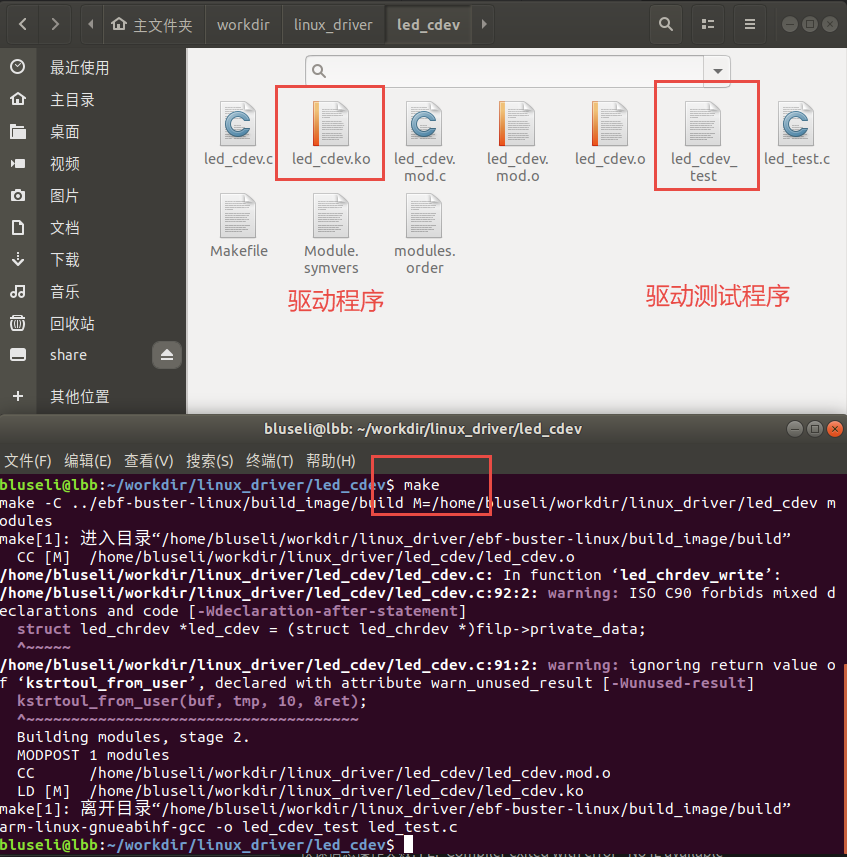 主文件夹 workdir linux_driver led_cdev
最近使用
主目录
桌面
视频
图片
文档
下载
音乐
回收站
share
其他位置
led_cdev.c led_cdev.ko led_cdev. led_cdev. led_cdev.o led_cdev_ led_test.c
mod.c mod.o test
Makefile Module. modules.
symvers order
驱动程序 驱动测试程序
bluseli@lbb: ~/workdir/linux_driver/led_cdev
文件(F) 编辑(E) 查看(V) 搜索(S) 终端(T) 帮助(H)
bluseli@lbb:~/workdir/linux_driver/led_cdev$ make
make -C ../ebf-buster-linux/build_image/build M=/home/bluseli/workdir/linux_driver/led_cdev m
odules
make[1]: 进入目录“/home/bluseli/workdir/linux_driver/ebf-buster-linux/build_image/build”
CC [M] /home/bluseli/workdir/linux_driver/led_cdev/led_cdev.o
/home/bluseli/workdir/linux_driver/led_cdev/led_cdev.c: In function ‘led_chrdev_write’:
/home/bluseli/workdir/linux_driver/led_cdev/led_cdev.c:92:2: warning: ISO C90 forbids mixed d
eclarations and code [-Wdeclaration-after-statement]
struct led_chrdev *led_cdev = (struct led_chrdev *)filp->private_data;
^~~~~~
/home/bluseli/workdir/linux_driver/led_cdev/led_cdev.c:91:2: warning: ignoring return value o
f ‘kstrtoul_from_user’, declared with attribute warn_unused_result [-Wunused-result]
kstrtoul_from_user(buf, tmp, 10, &ret);
^~~~~~~~~~~~~~~~~~~~~~~~~~~~~~~~~~~~~~
Building modules, stage 2.
MODPOST 1 modules
CC /home/bluseli/workdir/linux_driver/led_cdev/led_cdev.mod.o
LD [M] /home/bluseli/workdir/linux_driver/led_cdev/led_cdev.ko
make[1]: 离开目录“/home/bluseli/workdir/linux_driver/ebf-buster-linux/build_image/build”
arm-linux-gnueabihf-gcc -o led_cdev_test led_test.c
bluseli@lbb:~/workdir/linux_driver/led_cdev$